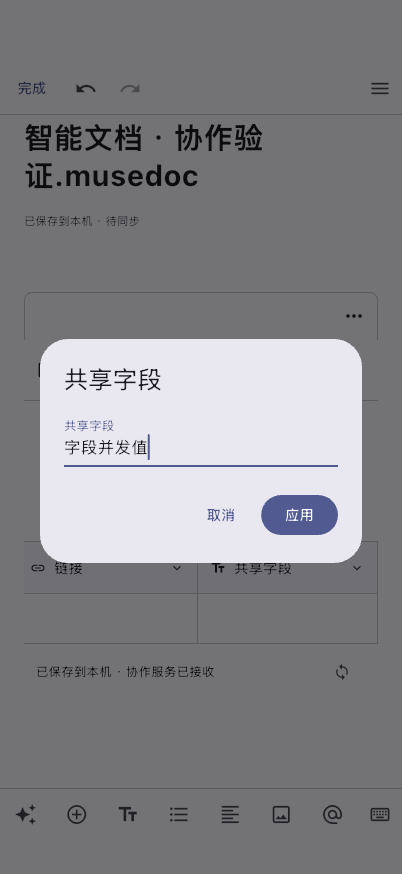 完成
智能文档 · 协作验
证.musedoc
已保存到本机 · 待同步
共享字段
共享字段
字段并发值
取消
应用
链接
共享字段
已保存到本机 · 协作服务已接收